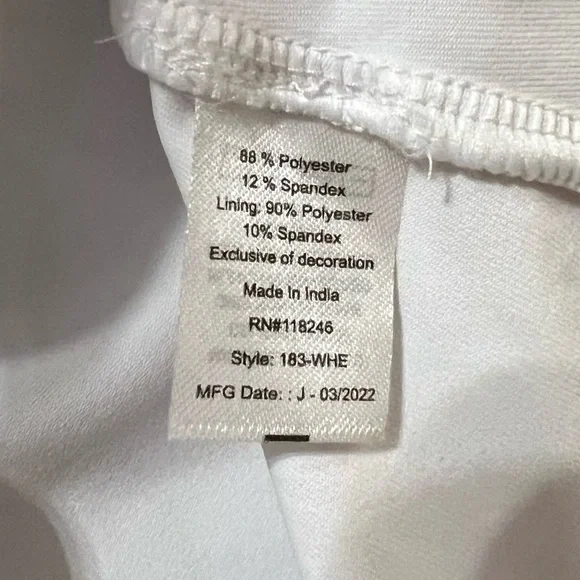 88 % Polyester
12 % Spandex
Lining: 90% Polyester
10% Spandex
Exclusive of decoration
Made In India
RN#118246
Style: 183-WHE
MFG Date: : J - 03/2022